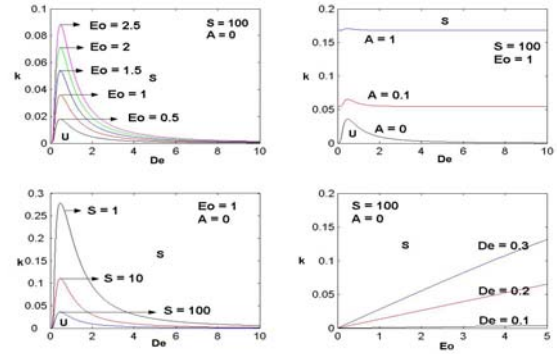 0.1
0.08
0.06
k
0.04
0.02
0
Eo = 2.5
Eo = 2
Eo = 1.5
S
Eo = 1
Eo = 0.5
U
S = 100
A = 0
0 2 4 6 8 10
De
0.2
0.15
k
0.1
0.05
0
S
A = 1
S = 100
Eo = 1
A = 0.1
U
A = 0
0 2 4 6 8 10
De
0.3
0.25
0.2
k
0.15
0.1
0.05
0
S = 1
Eo = 1
A = 0
S
S = 10
S = 100
U
0 2 4 6 8 10
De
0.2
0.15
k
0.1
0.05
0
S = 100
A = 0
S
De = 0.3
De = 0.2
De = 0.1
0 1 2 3 4 5
Eo